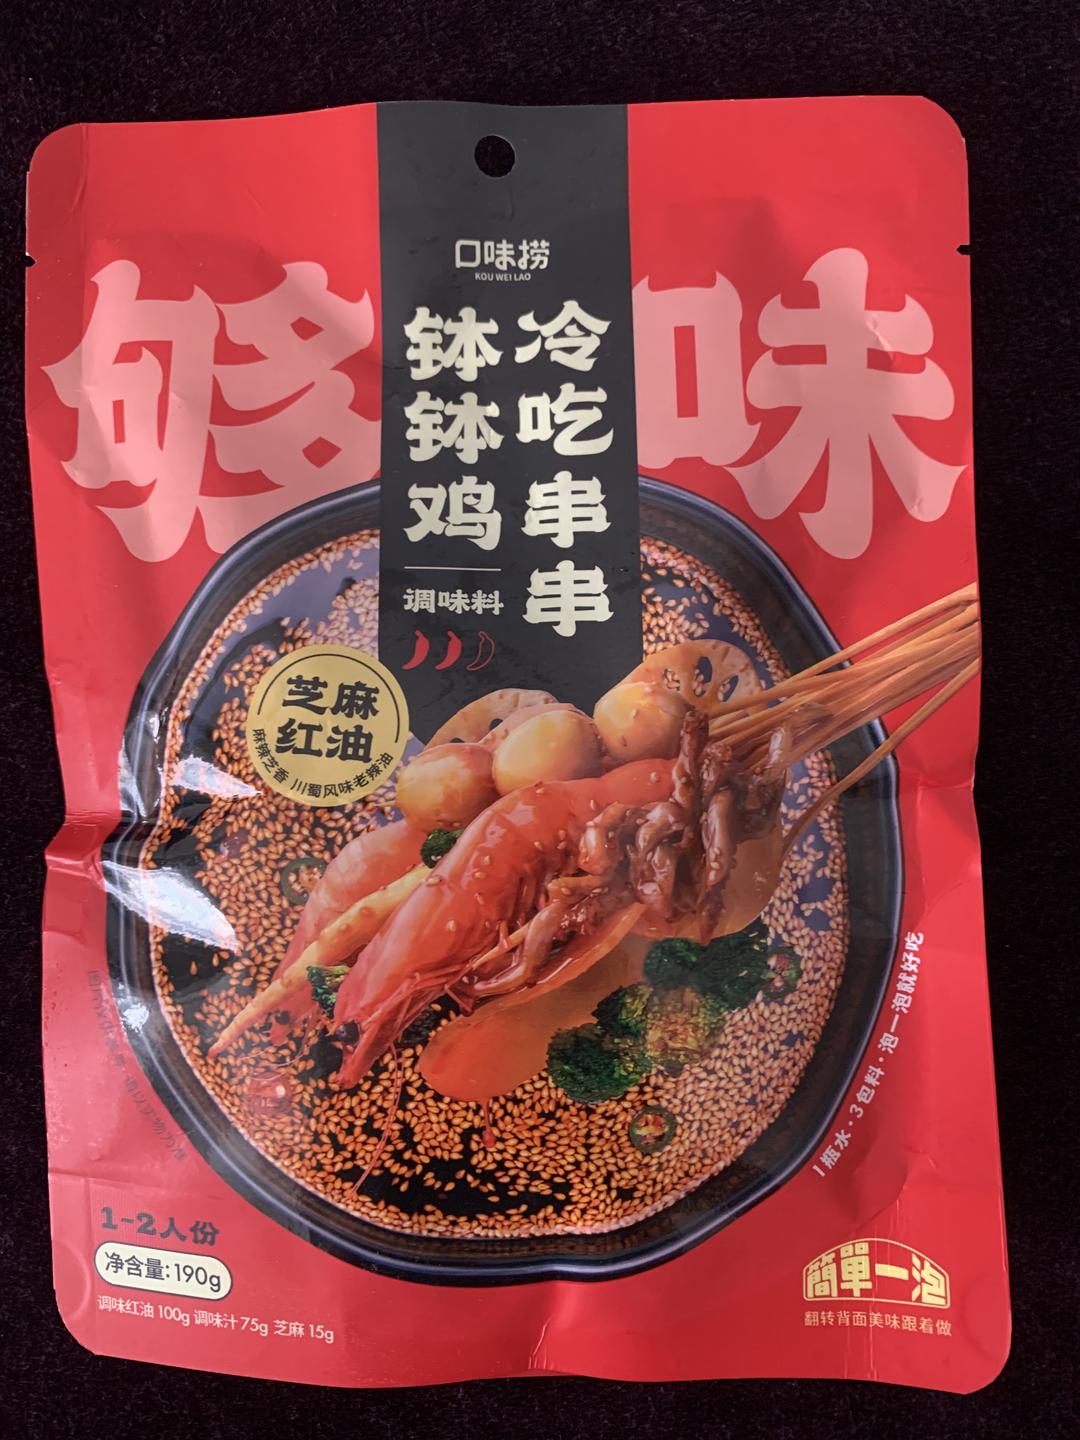 口味捞
KOU WEI LAO
够味
冷吃串串
钵钵鸡
调味料
芝麻
红油
麻辣芝香 川蜀风味老辣油
1瓶水·3包料·泡一泡就好吃
1-2人份
净含量:190g
调味红油 100g 调味汁 75g 芝麻 15g
簡單一泡
翻转背面美味跟着做